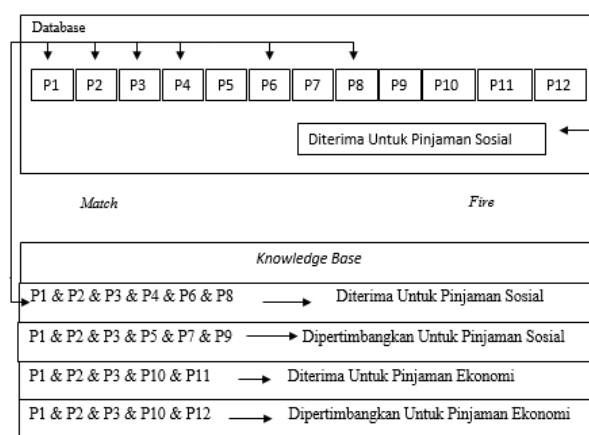 Database
P1 P2 P3 P4 P5 P6 P7 P8 P9 P10 P11 P12
Diterima Untuk Pinjaman Sosial
Match Fire
Knowledge Base
P1 & P2 & P3 & P4 & P6 & P8 Diterima Untuk Pinjaman Sosial
P1 & P2 & P3 & P5 & P7 & P9 Dipertimbangkan Untuk Pinjaman Sosial
P1 & P2 & P3 & P10 & P11 Diterima Untuk Pinjaman Ekonomi
P1 & P2 & P3 & P10 & P12 Dipertimbangkan Untuk Pinjaman Ekonomi